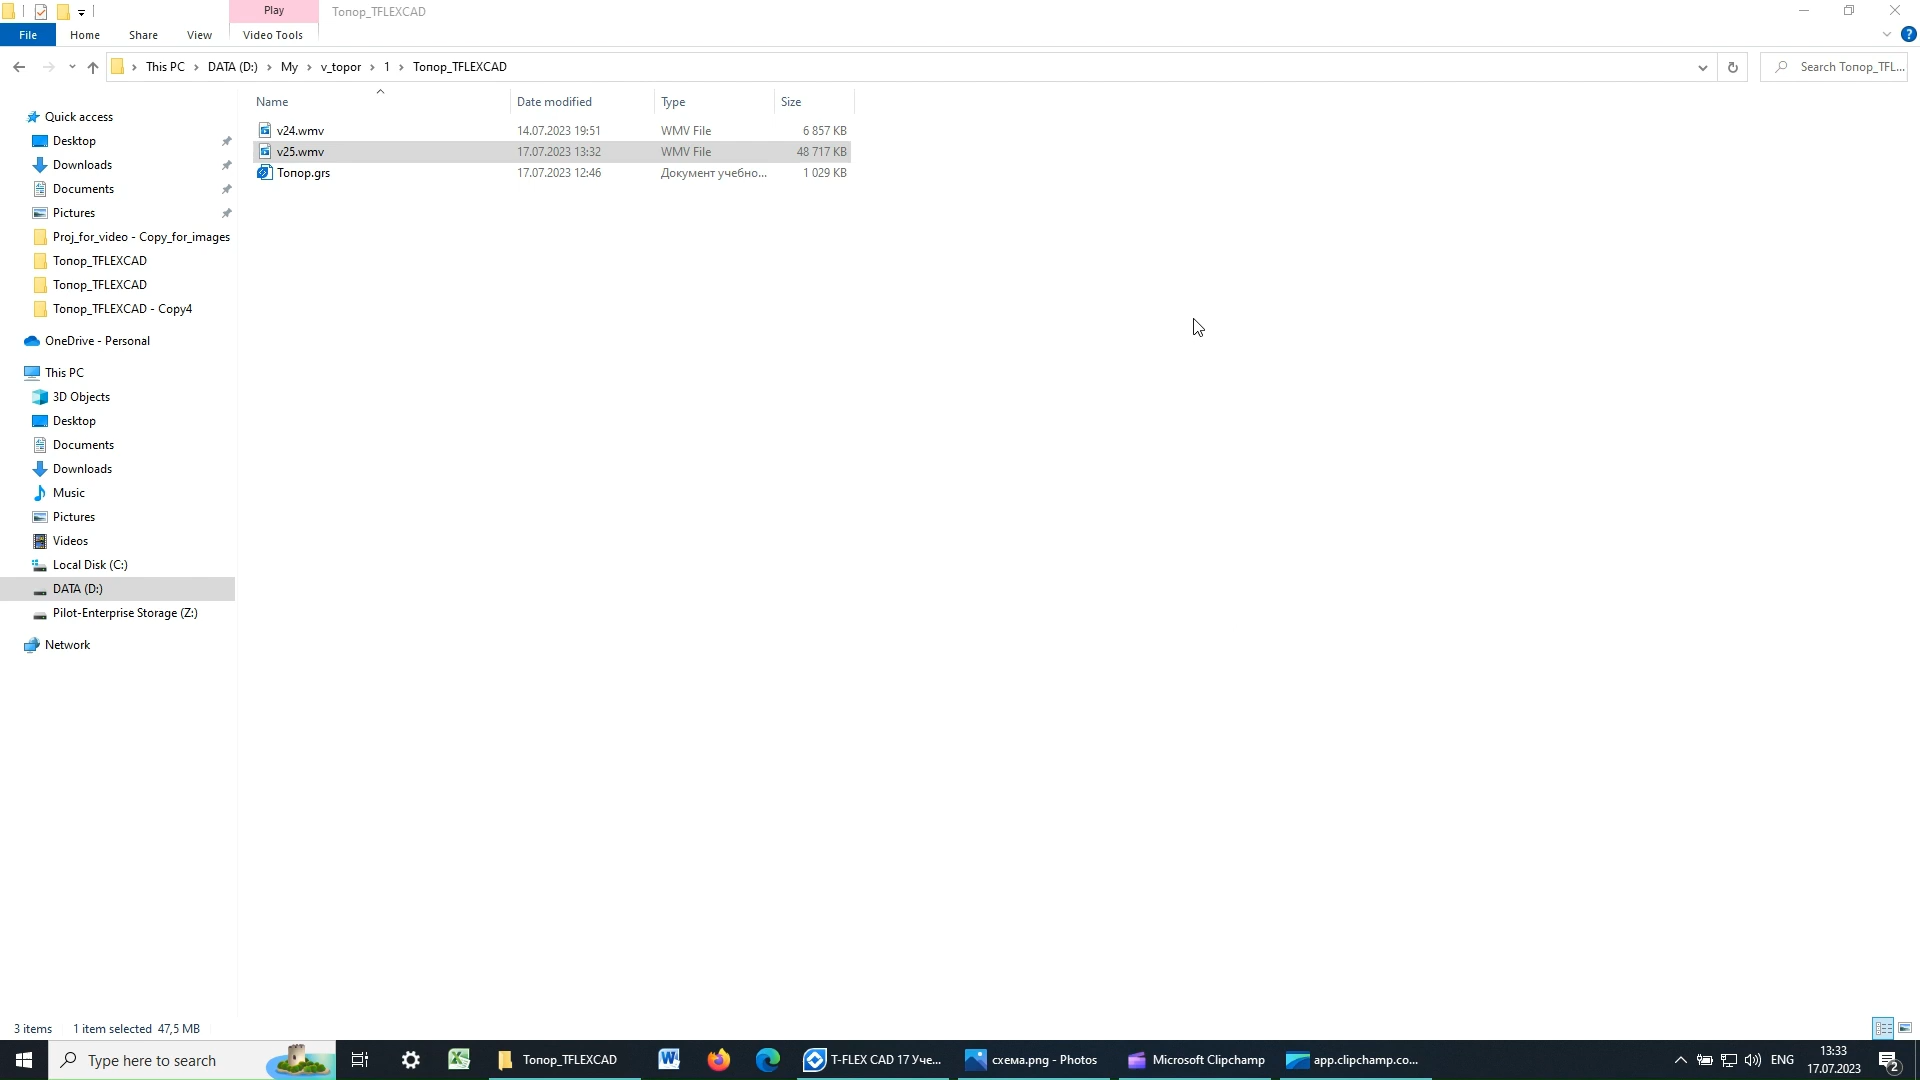 Play
Топор_TFLEXCAD
File
Home
Share
View
Video Tools
This PC
DATA (D:)
My
v_topor
1
Топор_TFLEXCAD
Search Топор_TFL...
Name
Date modified
Type
Size
v24.wmv
14.07.2023 19:51
WMV File
6 857 KB
v25.wmv
17.07.2023 13:32
WMV File
48 717 KB
Топор.grs
17.07.2023 12:46
Документ учебно...
1 029 KB
Quick access
Desktop
Downloads
Documents
Pictures
Proj_for_video - Copy_for_images
Топор_TFLEXCAD
Топор_TFLEXCAD
Топор_TFLEXCAD - Copy4
OneDrive - Personal
This PC
3D Objects
Desktop
Documents
Downloads
Music
Pictures
Videos
Local Disk (C:)
DATA (D:)
Pilot-Enterprise Storage (Z:)
Network
3 items
1 item selected 47,5 MB
Type here to search
Топор_TFLEXCAD
T-FLEX CAD 17 Уче...
схема.png - Photos
Microsoft Clipchamp
app.clipchamp.co...
ENG
13:33
17.07.2023
2